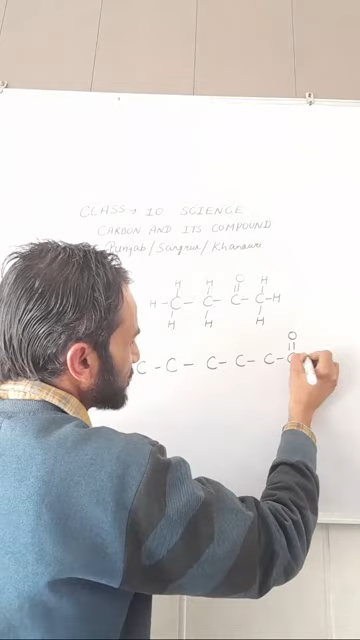 CLASS → 10 SCIENCE
CARBON AND ITS COMPOUND
Punjab/Sangrur/Khanauri
H H O H
H-C-C-C-C-H
H H H
O
C-C-C-C-C-C